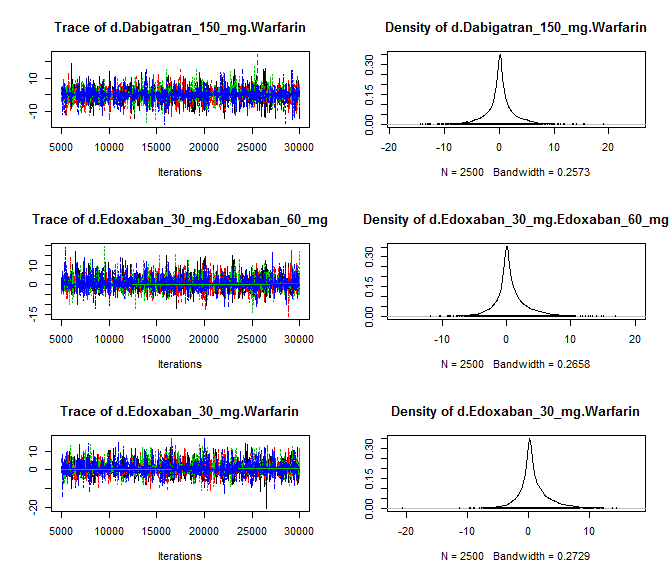 Trace of d.Dabigatran_150_mg.Warfarin
10
-10
5000 10000 15000 20000 25000 30000
Iterations
Density of d.Dabigatran_150_mg.Warfarin
0.30
0.15
0.00
-20 -10 0 10 20
N = 2500 Bandwidth = 0.2573
Trace of d.Edoxaban_30_mg.Edoxaban_60_mg
10
0
-15
5000 10000 15000 20000 25000 30000
Iterations
Density of d.Edoxaban_30_mg.Edoxaban_60_mg
0.30
0.15
0.00
-10 0 10 20
N = 2500 Bandwidth = 0.2658
Trace of d.Edoxaban_30_mg.Warfarin
10
0
-20
5000 10000 15000 20000 25000 30000
Iterations
Density of d.Edoxaban_30_mg.Warfarin
0.30
0.15
0.00
-20 -10 0 10
N = 2500 Bandwidth = 0.2729